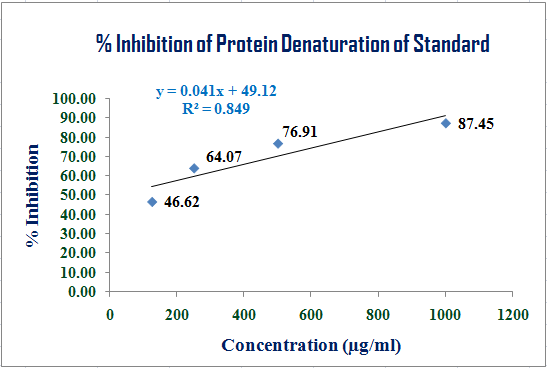 % Inhibition of Protein Denaturation of Standard
y = 0.041x + 49.12
R² = 0.849
100.00
90.00
80.00
70.00
60.00
50.00
40.00
30.00
20.00
10.00
0.00
% Inhibition
46.62
64.07
76.91
87.45
0 200 400 600 800 1000 1200
Concentration (µg/ml)